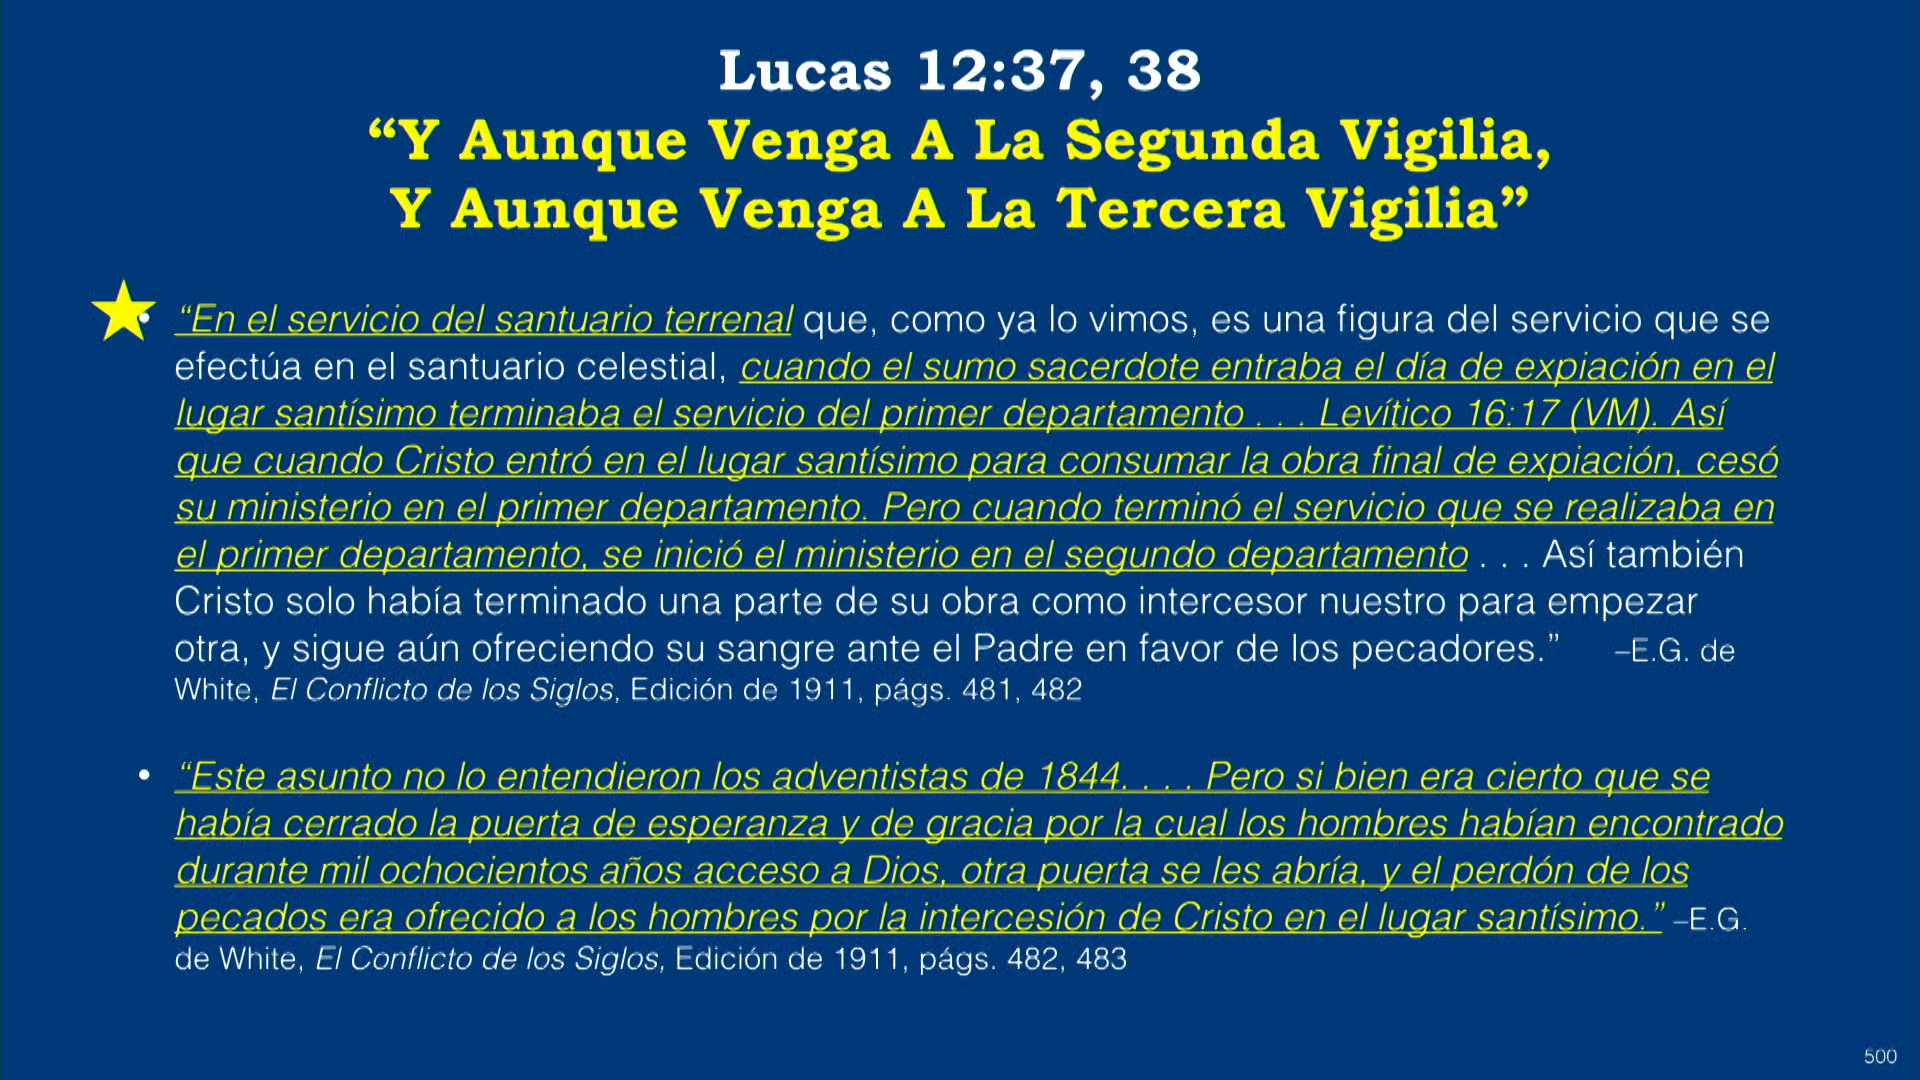 Lucas 12:37, 38
“Y Aunque Venga A La Segunda Vigilia,
Y Aunque Venga A La Tercera Vigilia”
• “En el servicio del santuario terrenal que, como ya lo vimos, es una figura del servicio que se
efectúa en el santuario celestial, cuando el sumo sacerdote entraba el día de expiación en el
lugar santísimo terminaba el servicio del primer departamento . . . Levítico 16:17 (VM). Así
que cuando Cristo entró en el lugar santísimo para consumar la obra final de expiación, cesó
su ministerio en el primer departamento. Pero cuando terminó el servicio que se realizaba en
el primer departamento, se inició el ministerio en el segundo departamento . . . Así también
Cristo solo había terminado una parte de su obra como intercesor nuestro para empezar
otra, y sigue aún ofreciendo su sangre ante el Padre en favor de los pecadores.” –E.G. de
White, El Conflicto de los Siglos, Edición de 1911, págs. 481, 482
• “Este asunto no lo entendieron los adventistas de 1844. . . . Pero si bien era cierto que se
había cerrado la puerta de esperanza y de gracia por la cual los hombres habían encontrado
durante mil ochocientos años acceso a Dios, otra puerta se les abría, y el perdón de los
pecados era ofrecido a los hombres por la intercesión de Cristo en el lugar santísimo.” –E.G.
de White, El Conflicto de los Siglos, Edición de 1911, págs. 482, 483
500